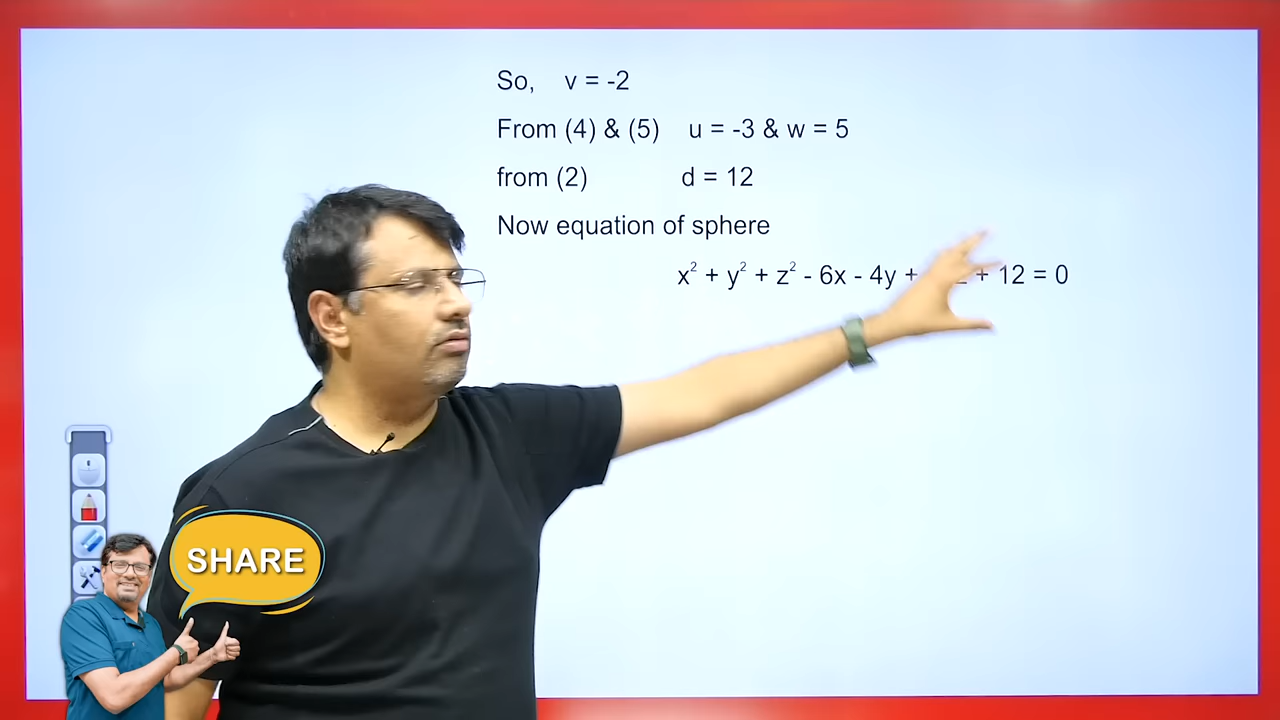 So, v = -2
From (4) & (5) u = -3 & w = 5
from (2) d = 12
Now equation of sphere
x² + y² + z² - 6x - 4y + + 12 = 0
SHARE